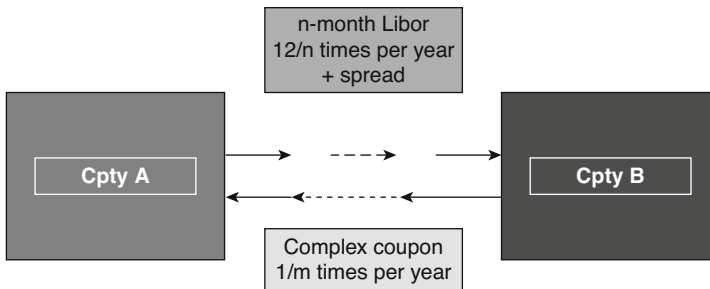 n-month Libor
12/n times per year
+ spread
Cpty A
Cpty B
Complex coupon
1/m times per year